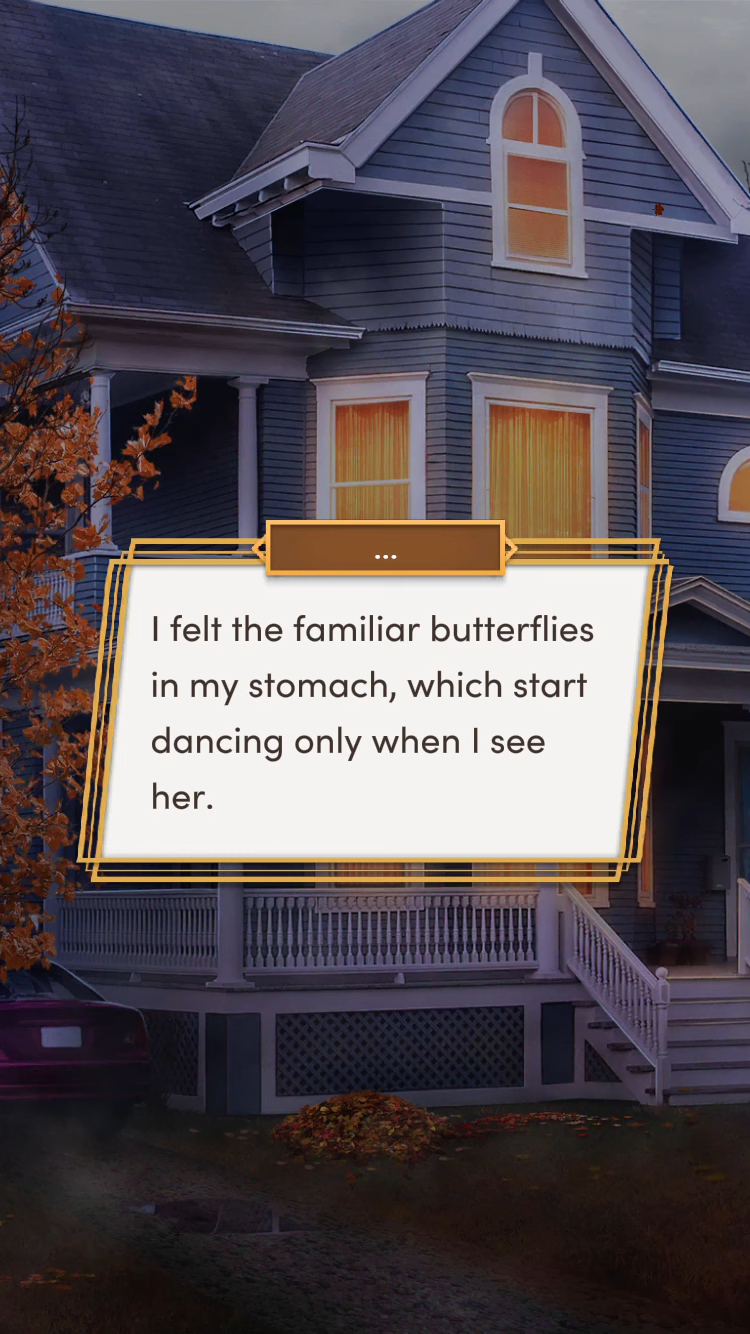 ...
I felt the familiar butterflies
in my stomach, which start
dancing only when I see
her.